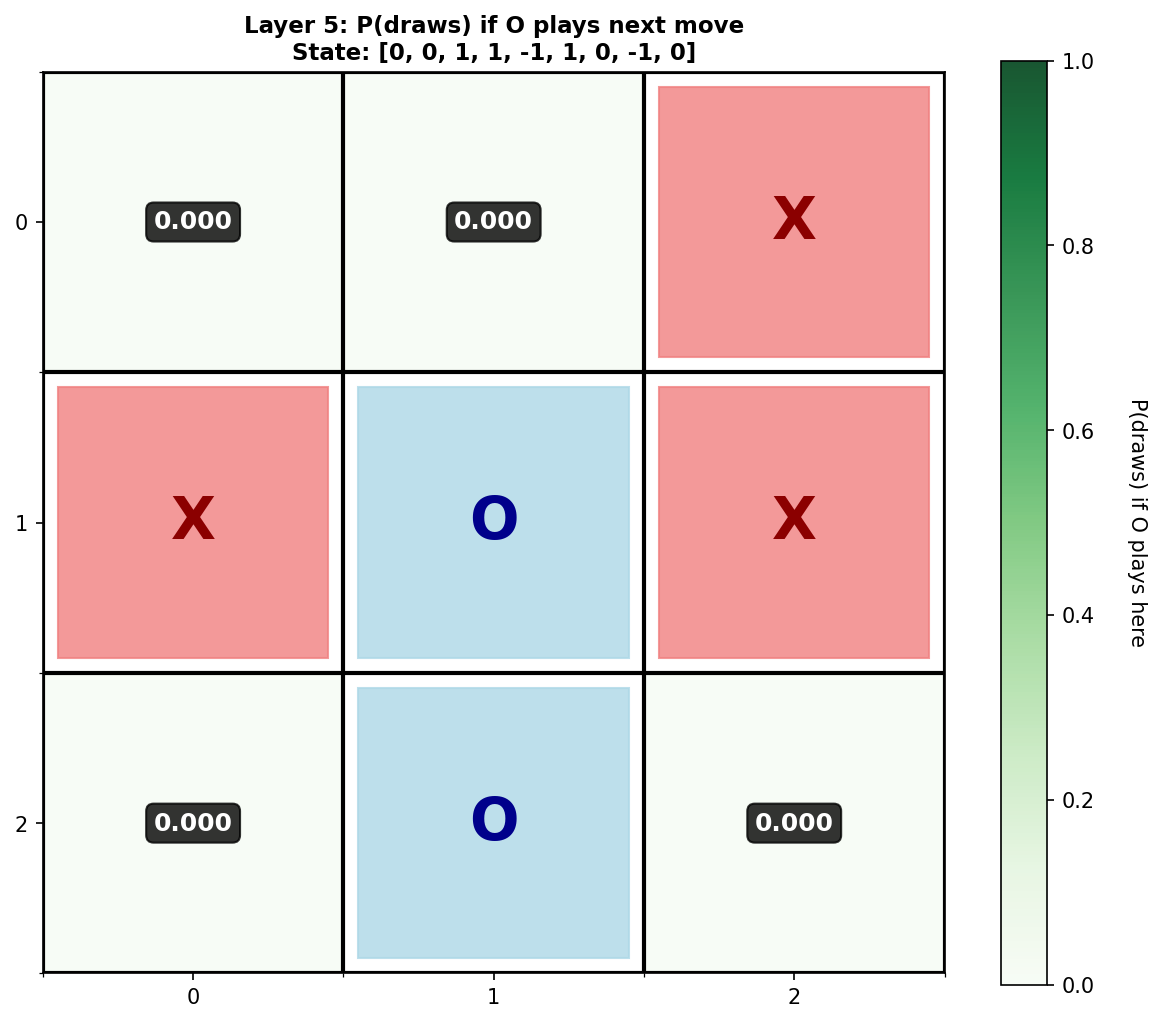 Layer 5: P(draws) if O plays next move
State: [0, 0, 1, 1, -1, 1, 0, -1, 0]
0
0.000
0.000
X
1
X
O
X
2
0.000
O
0.000
0
1
2
1.0
0.8
0.6
0.4
0.2
0.0
P(draws) if O plays here